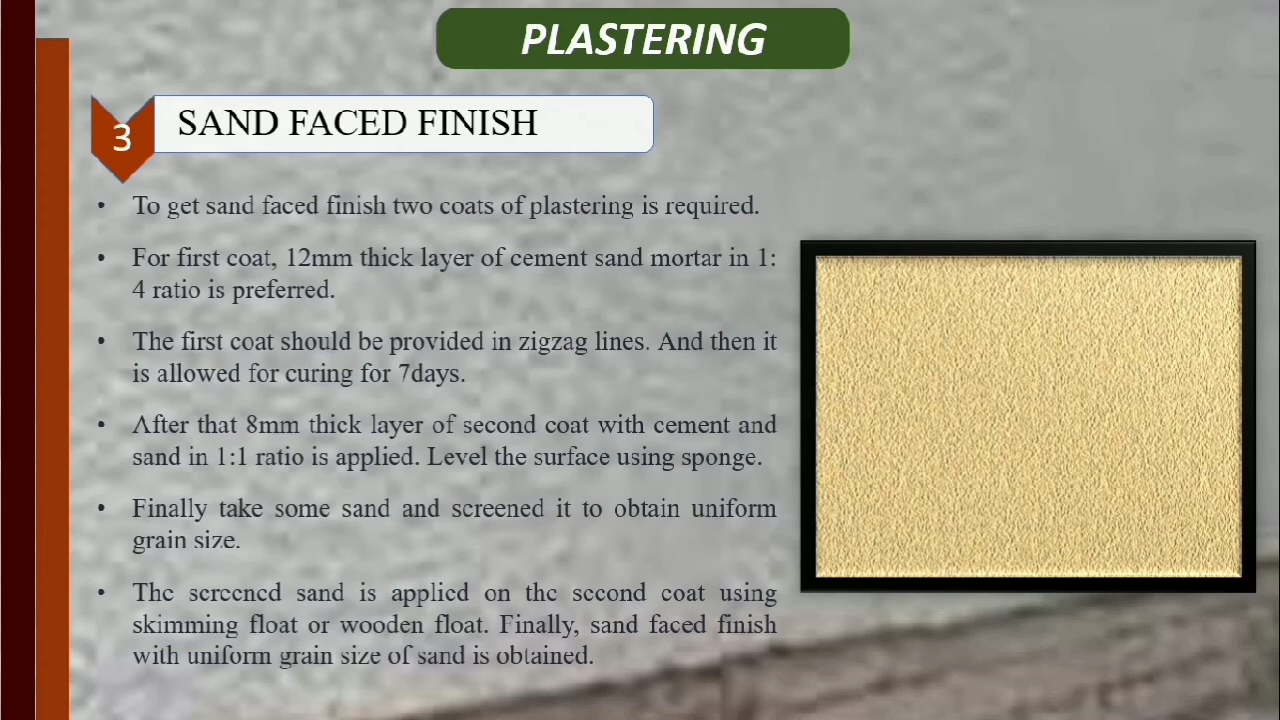 PLASTERING
3
SAND FACED FINISH
• To get sand faced finish two coats of plastering is required.
• For first coat, 12mm thick layer of cement sand mortar in 1:
4 ratio is preferred.
• The first coat should be provided in zigzag lines. And then it
is allowed for curing for 7days.
• After that 8mm thick layer of second coat with cement and
sand in 1:1 ratio is applied. Level the surface using sponge.
• Finally take some sand and screened it to obtain uniform
grain size.
• The screened sand is applied on the second coat using
skimming float or wooden float. Finally, sand faced finish
with uniform grain size of sand is obtained.